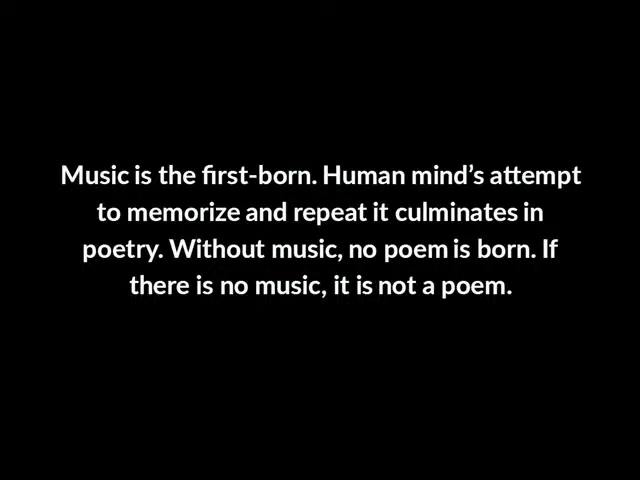 Music is the first-born. Human mind's attempt
to memorize and repeat it culminates in
poetry. Without music, no poem is born. If
there is no music, it is not a poem.